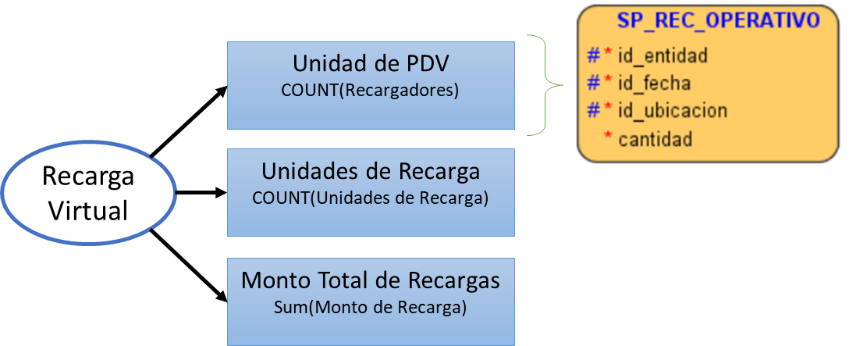 SP_REC_OPERATIVO
#* id_entidad
#* id_fecha
#* id_ubicacion
* cantidad
Unidad de PDV
COUNT(Recargadores)
Recarga
Virtual
Unidades de Recarga
COUNT(Unidades de Recarga)
Monto Total de Recargas
Sum(Monto de Recarga)